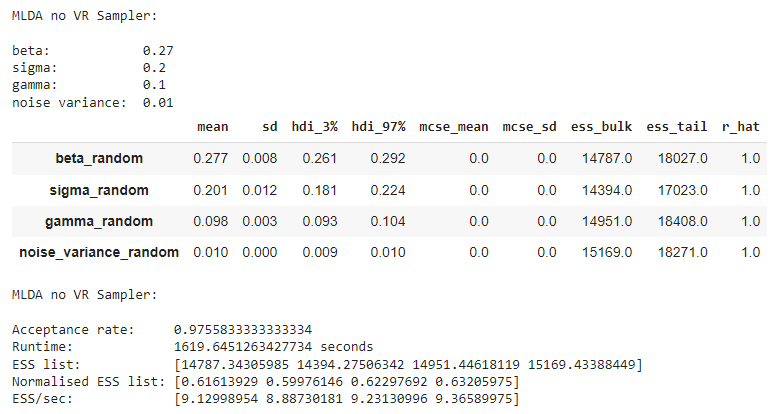 MLDA no VR Sampler:
beta: 0.27
sigma: 0.2
gamma: 0.1
noise variance: 0.01
mean sd hdi_3% hdi_97% mcse_mean mcse_sd ess_bulk ess_tail r_hat
beta_random 0.277 0.008 0.261 0.292 0.0 0.0 14787.0 18027.0 1.0
sigma_random 0.201 0.012 0.181 0.224 0.0 0.0 14394.0 17023.0 1.0
gamma_random 0.098 0.003 0.093 0.104 0.0 0.0 14951.0 18408.0 1.0
noise_variance_random 0.010 0.000 0.009 0.010 0.0 0.0 15169.0 18271.0 1.0
MLDA no VR Sampler:
Acceptance rate: 0.9755833333333334
Runtime: 1619.6451263427734 seconds
ESS list: [14787.34305985 14394.27506342 14951.44618119 15169.43388449]
Normalised ESS list: [0.61613929 0.59976146 0.62297692 0.63205975]
ESS/sec: [9.12998954 8.88730181 9.23130996 9.36589975]